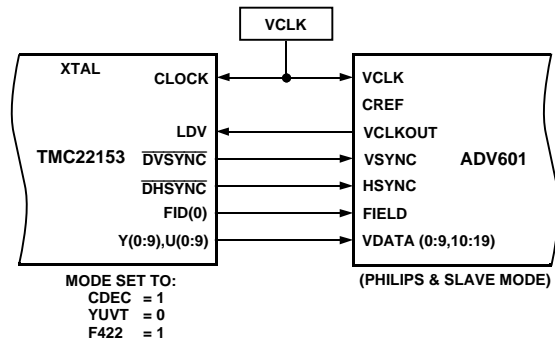 VCLK
XTAL
CLOCK
VCLK
CREF
LDV
VCLKOUT
TMC22153
DVSYNC
VSYNC
ADV601
DHSYNC
HSYNC
FID(0)
FIELD
Y(0:9),U(0:9)
VDATA (0:9,10:19)
MODE SET TO:
CDEC = 1
YUVT = 0
F422 = 1
(PHILIPS & SLAVE MODE)